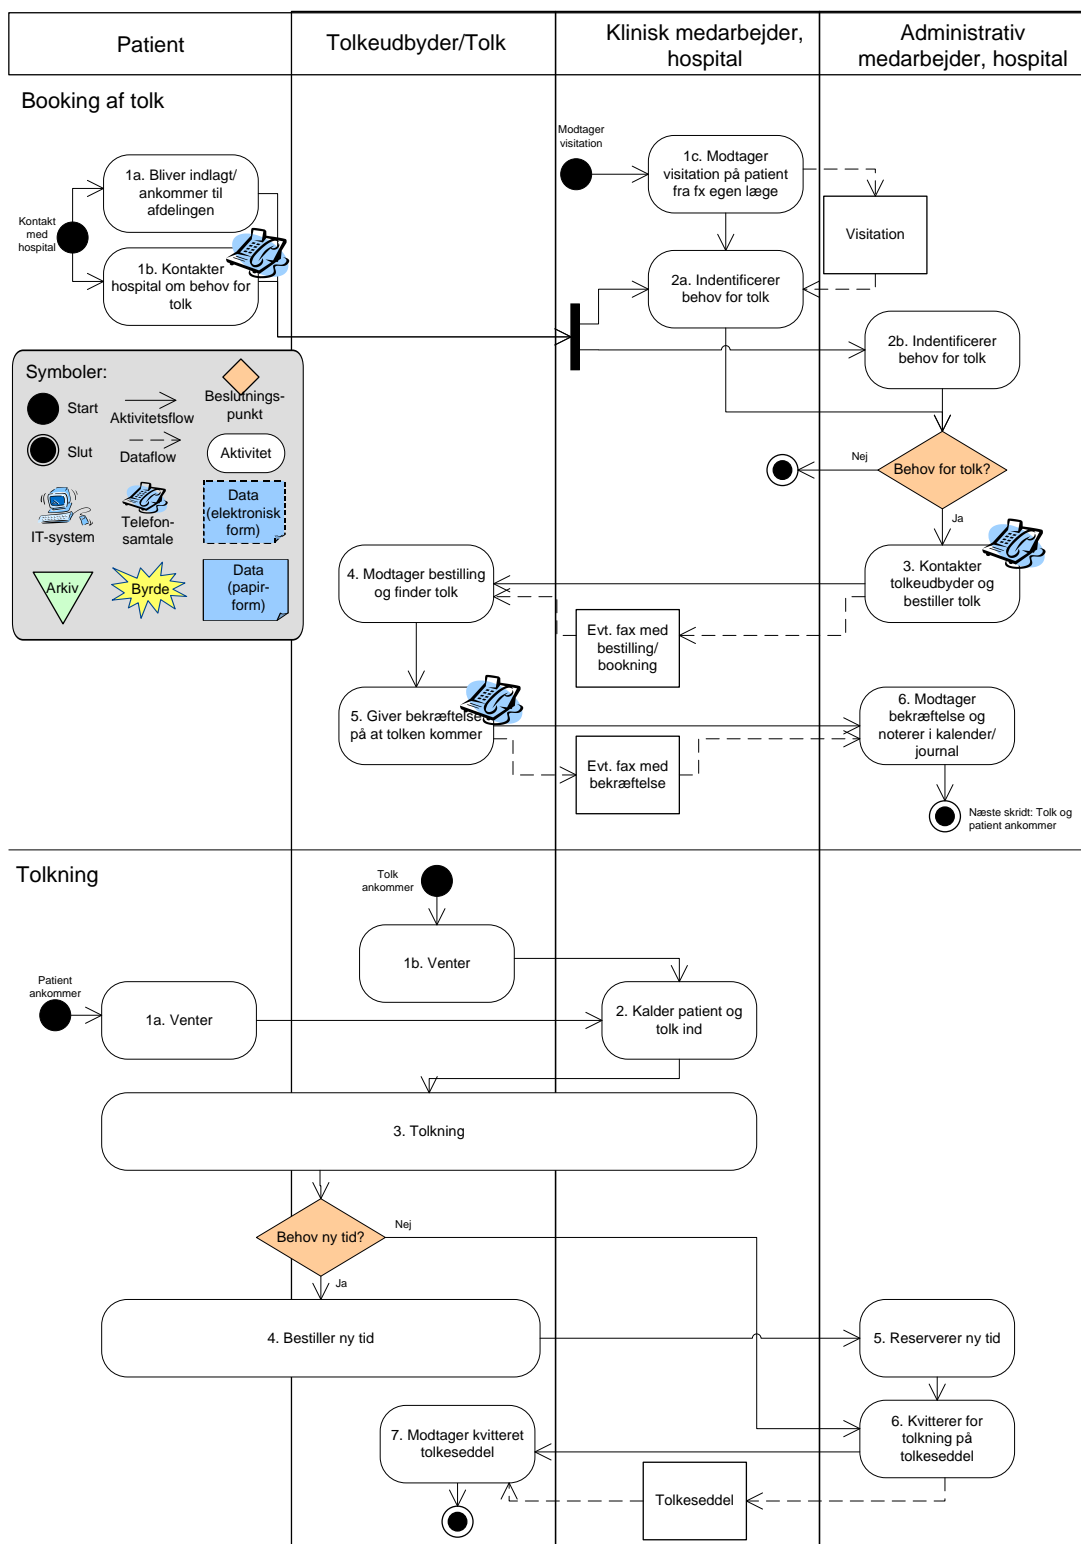 Patient
Tolkeudbyder/Tolk
Klinisk medarbejder,
hospital
Administrativ
medarbejder, hospital
Booking af tolk
Modtager
visitation
1c. Modtager
visitation på patient
fra fx egen læge
1a. Bliver indlagt/
ankommer til
afdelingen
Visitation
Kontakt
med
hospital
1b. Kontakter
hospital om behov for
tolk
2a. Indentificerer
behov for tolk
2b. Indentificerer
behov for tolk
Symboler:
Start
Aktivitetsflow
Beslutnings-
punkt
Slut
Dataflow
Aktivitet
IT-system
Telefon-
samtale
Data
(elektronisk
form)
Arkiv
Byrde
Data
(papir-
form)
Nej
Behov for tolk?
Ja
4. Modtager bestilling
og finder tolk
3. Kontakter
tolkeudbyder og
bestiller tolk
Evt. fax med
bestilling/
bookning
5. Giver bekræftelse
på at tolken kommer
6. Modtager
bekræftelse og
noterer i kalender/
journal
Evt. fax med
bekræftelse
Næste skridt: Tolk og
patient ankommer
Tolkning
Tolk
ankommer
1b. Venter
Patient
ankommer
1a. Venter
2. Kalder patient og
tolk ind
3. Tolkning
Behov ny tid?
Nej
Ja
4. Bestiller ny tid
5. Reserverer ny tid
7. Modtager kvitteret
tolkeseddel
6. Kvitterer for
tolkning på
tolkeseddel
Tolkeseddel